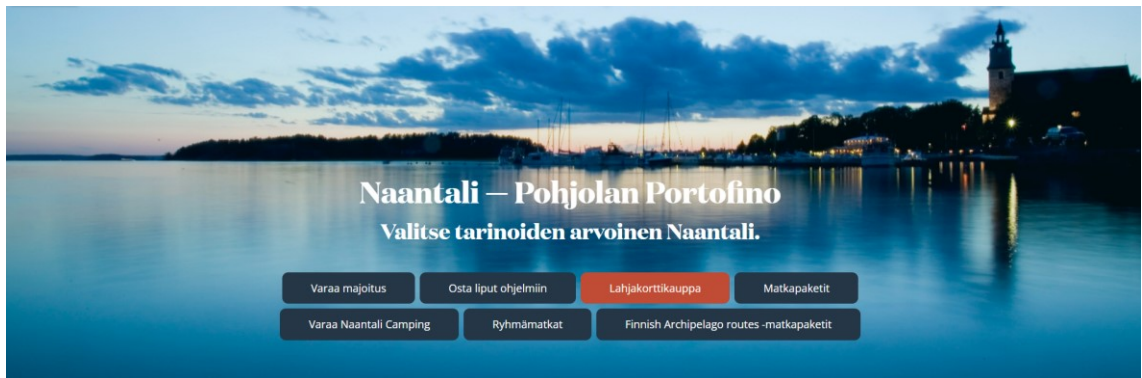 Naantali — Pohjolan Portofino
Valitse tarinoiden arvoinen Naantali.
Varaa majoitus
Osta liput ohjelmiin
Lahjakorttikauppa
Matkapaketit
Varaa Naantali Camping
Ryhmämatkat
Finnish Archipelago routes -matkapaketit